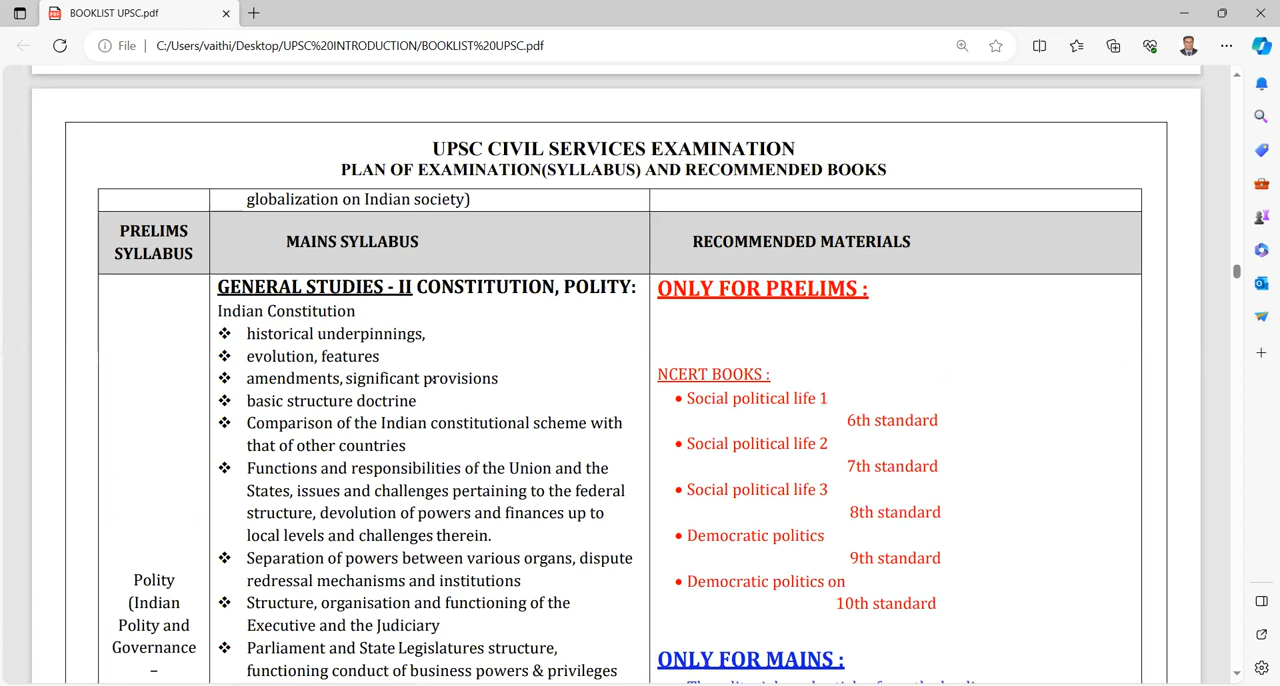 BOOKLIST UPSC.pdf
File
C:/Users/vaithi/Desktop/UPSC%20INTRODUCTION/BOOKLIST%20UPSC.pdf
UPSC CIVIL SERVICES EXAMINATION
PLAN OF EXAMINATION(SYLLABUS) AND RECOMMENDED BOOKS
globalization on Indian society)
PRELIMS
SYLLABUS
MAINS SYLLABUS
RECOMMENDED MATERIALS
Polity
(Indian
Polity and
Governance
–
GENERAL STUDIES - II CONSTITUTION, POLITY:
Indian Constitution
❖ historical underpinnings,
❖ evolution, features
❖ amendments, significant provisions
❖ basic structure doctrine
❖ Comparison of the Indian constitutional scheme with
that of other countries
❖ Functions and responsibilities of the Union and the
States, issues and challenges pertaining to the federal
structure, devolution of powers and finances up to
local levels and challenges therein.
❖ Separation of powers between various organs, dispute
redressal mechanisms and institutions
❖ Structure, organisation and functioning of the
Executive and the Judiciary
❖ Parliament and State Legislatures structure,
functioning conduct of business powers & privileges
ONLY FOR PRELIMS :
NCERT BOOKS :
• Social political life 1
6th standard
• Social political life 2
7th standard
• Social political life 3
8th standard
• Democratic politics
9th standard
• Democratic politics on
10th standard
ONLY FOR MAINS :